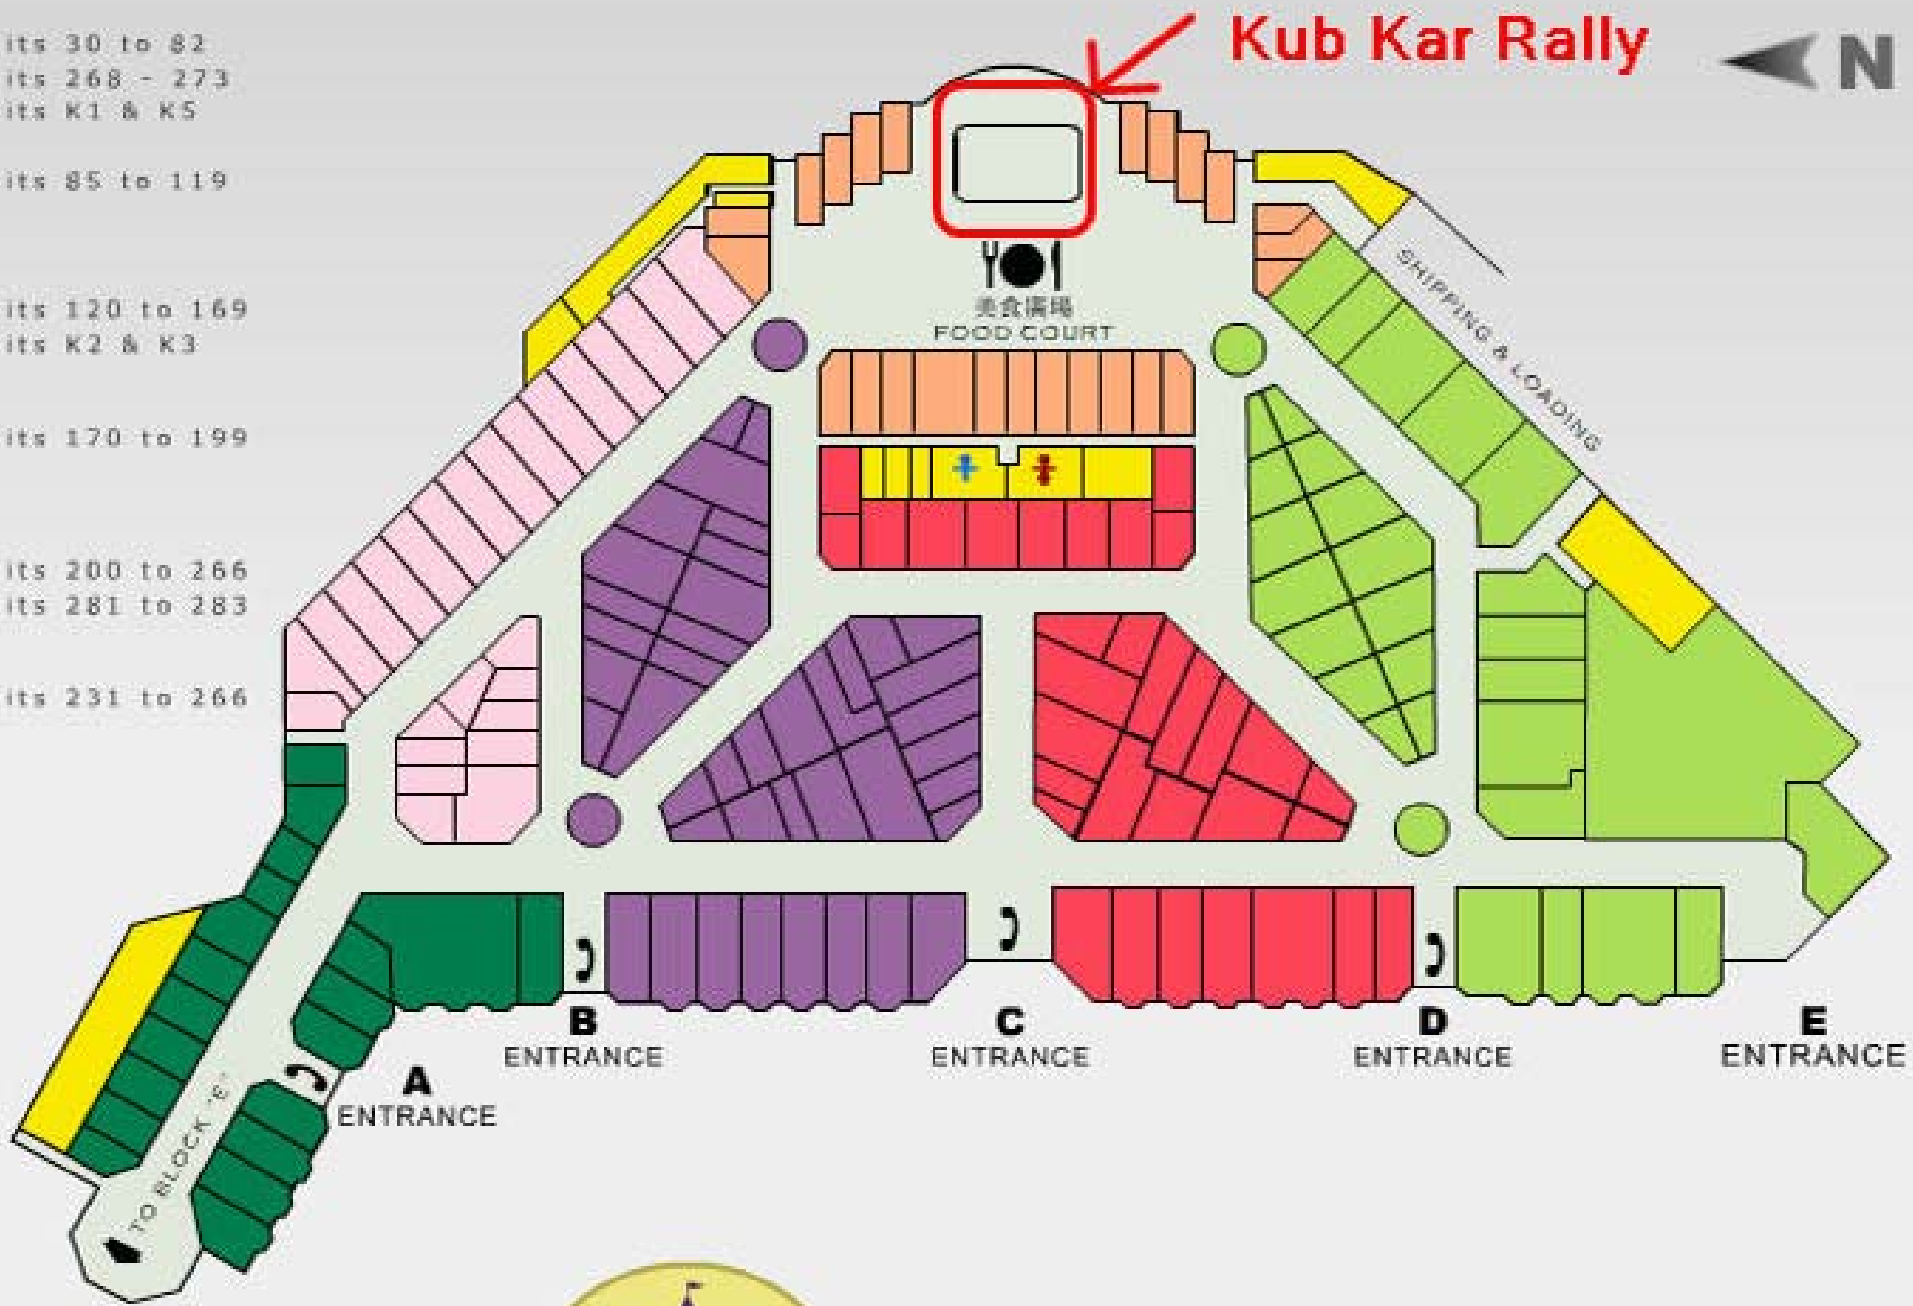 Kub Kar Rally
N
its 30 to 82
its 268 - 273
its K1 & K5
its 85 to 119
its 120 to 169
its K2 & K3
its 170 to 199
its 200 to 266
its 281 to 283
its 231 to 266
美食廣場
FOOD COURT
SHIPPING & LOADING
TO BLOCK 'E'
A
ENTRANCE
B
ENTRANCE
C
ENTRANCE
D
ENTRANCE
E
ENTRANCE